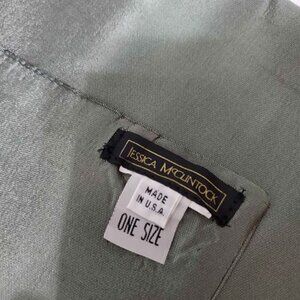 JESSICA McCLINTOCK
MADE
IN U.S.A.
ONE SIZE